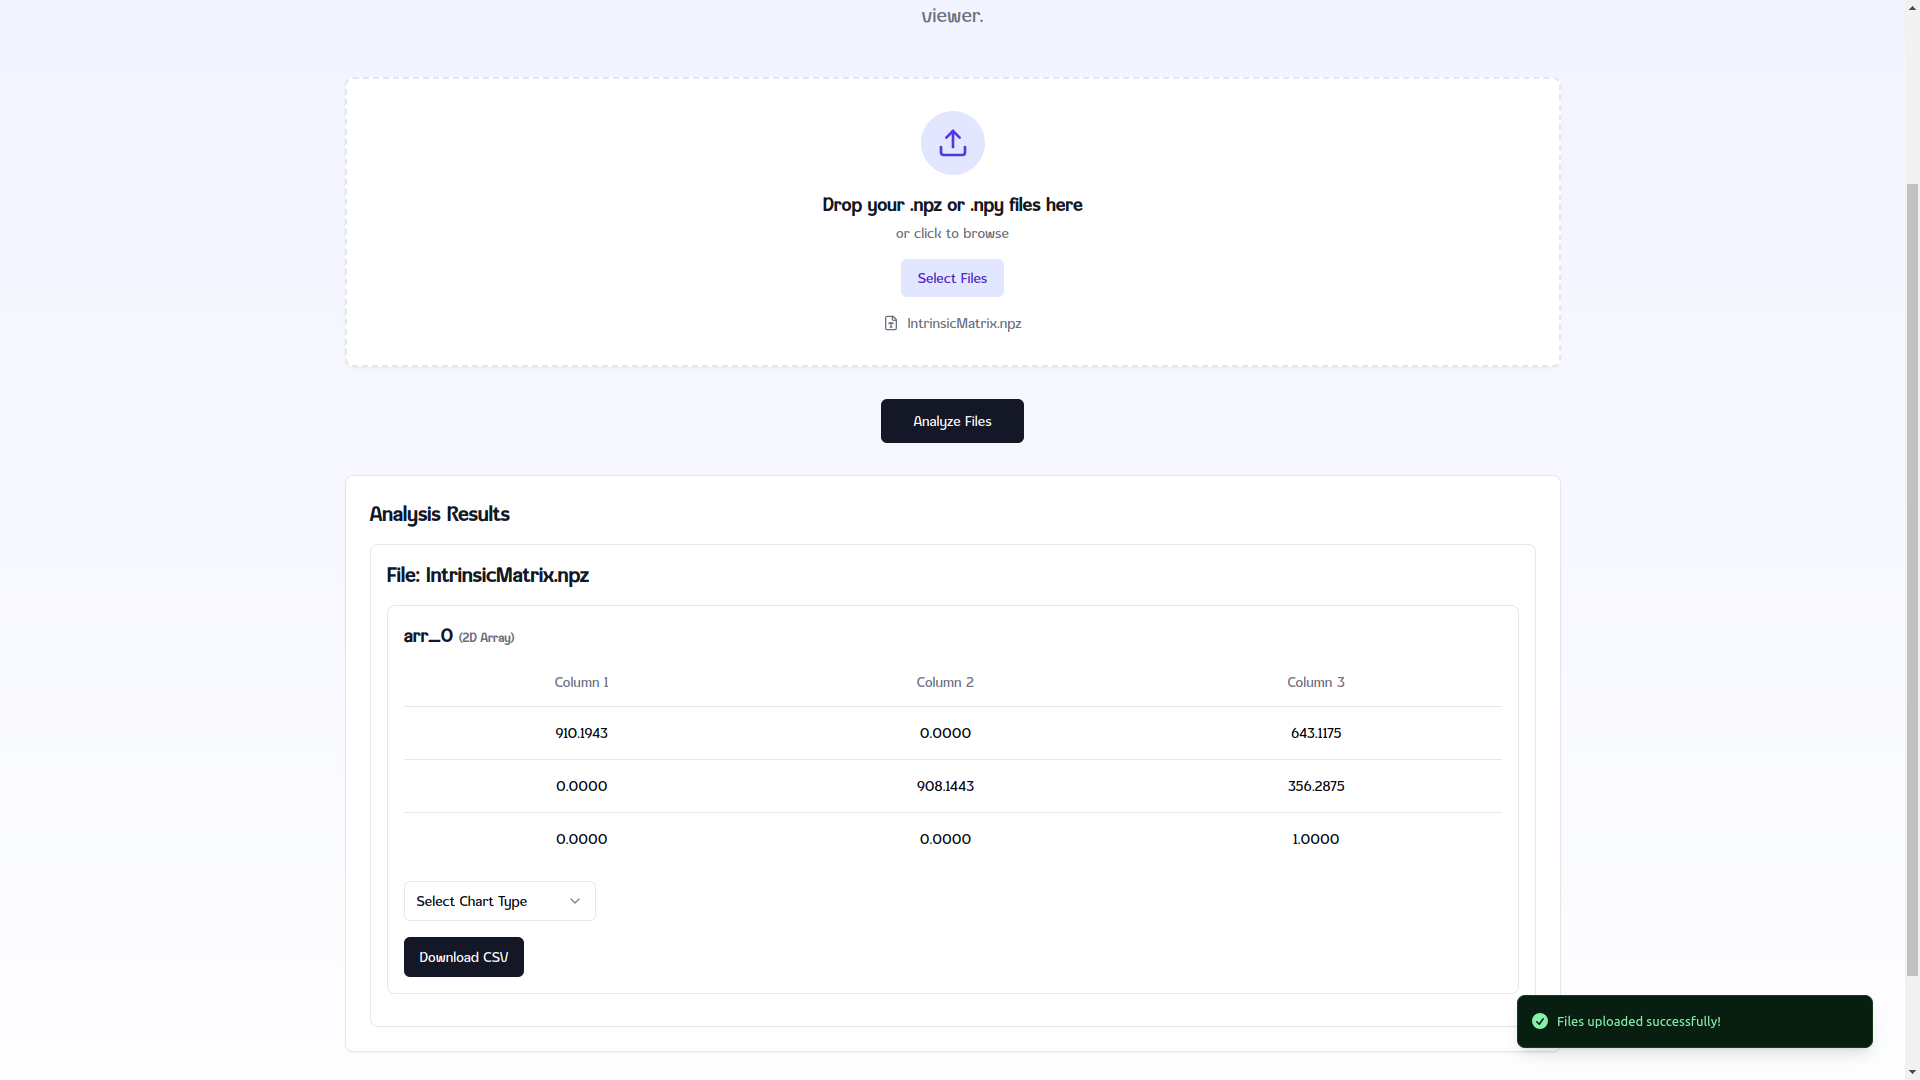 viewer.
Drop your .npz or .npy files here
or click to browse
Select Files
IntrinsicMatrix.npz
Analyze Files
Analysis Results
File: IntrinsicMatrix.npz
arr_0 (2D Array)
Column 1 Column 2 Column 3
910.1943 0.0000 643.1175
0.0000 908.1443 356.2875
0.0000 0.0000 1.0000
Select Chart Type
Download CSV
Files uploaded successfully!